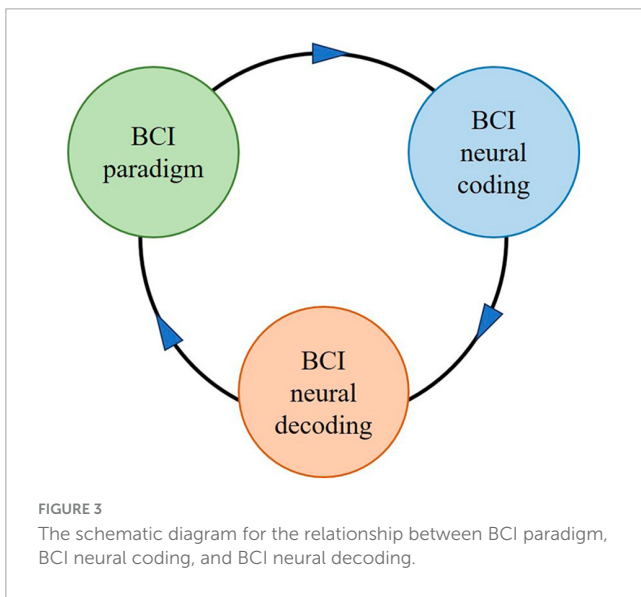 BCI
paradigm
BCI
neural
coding
BCI
neural
decoding
FIGURE 3
The schematic diagram for the relationship between BCI paradigm,
BCI neural coding, and BCI neural decoding.